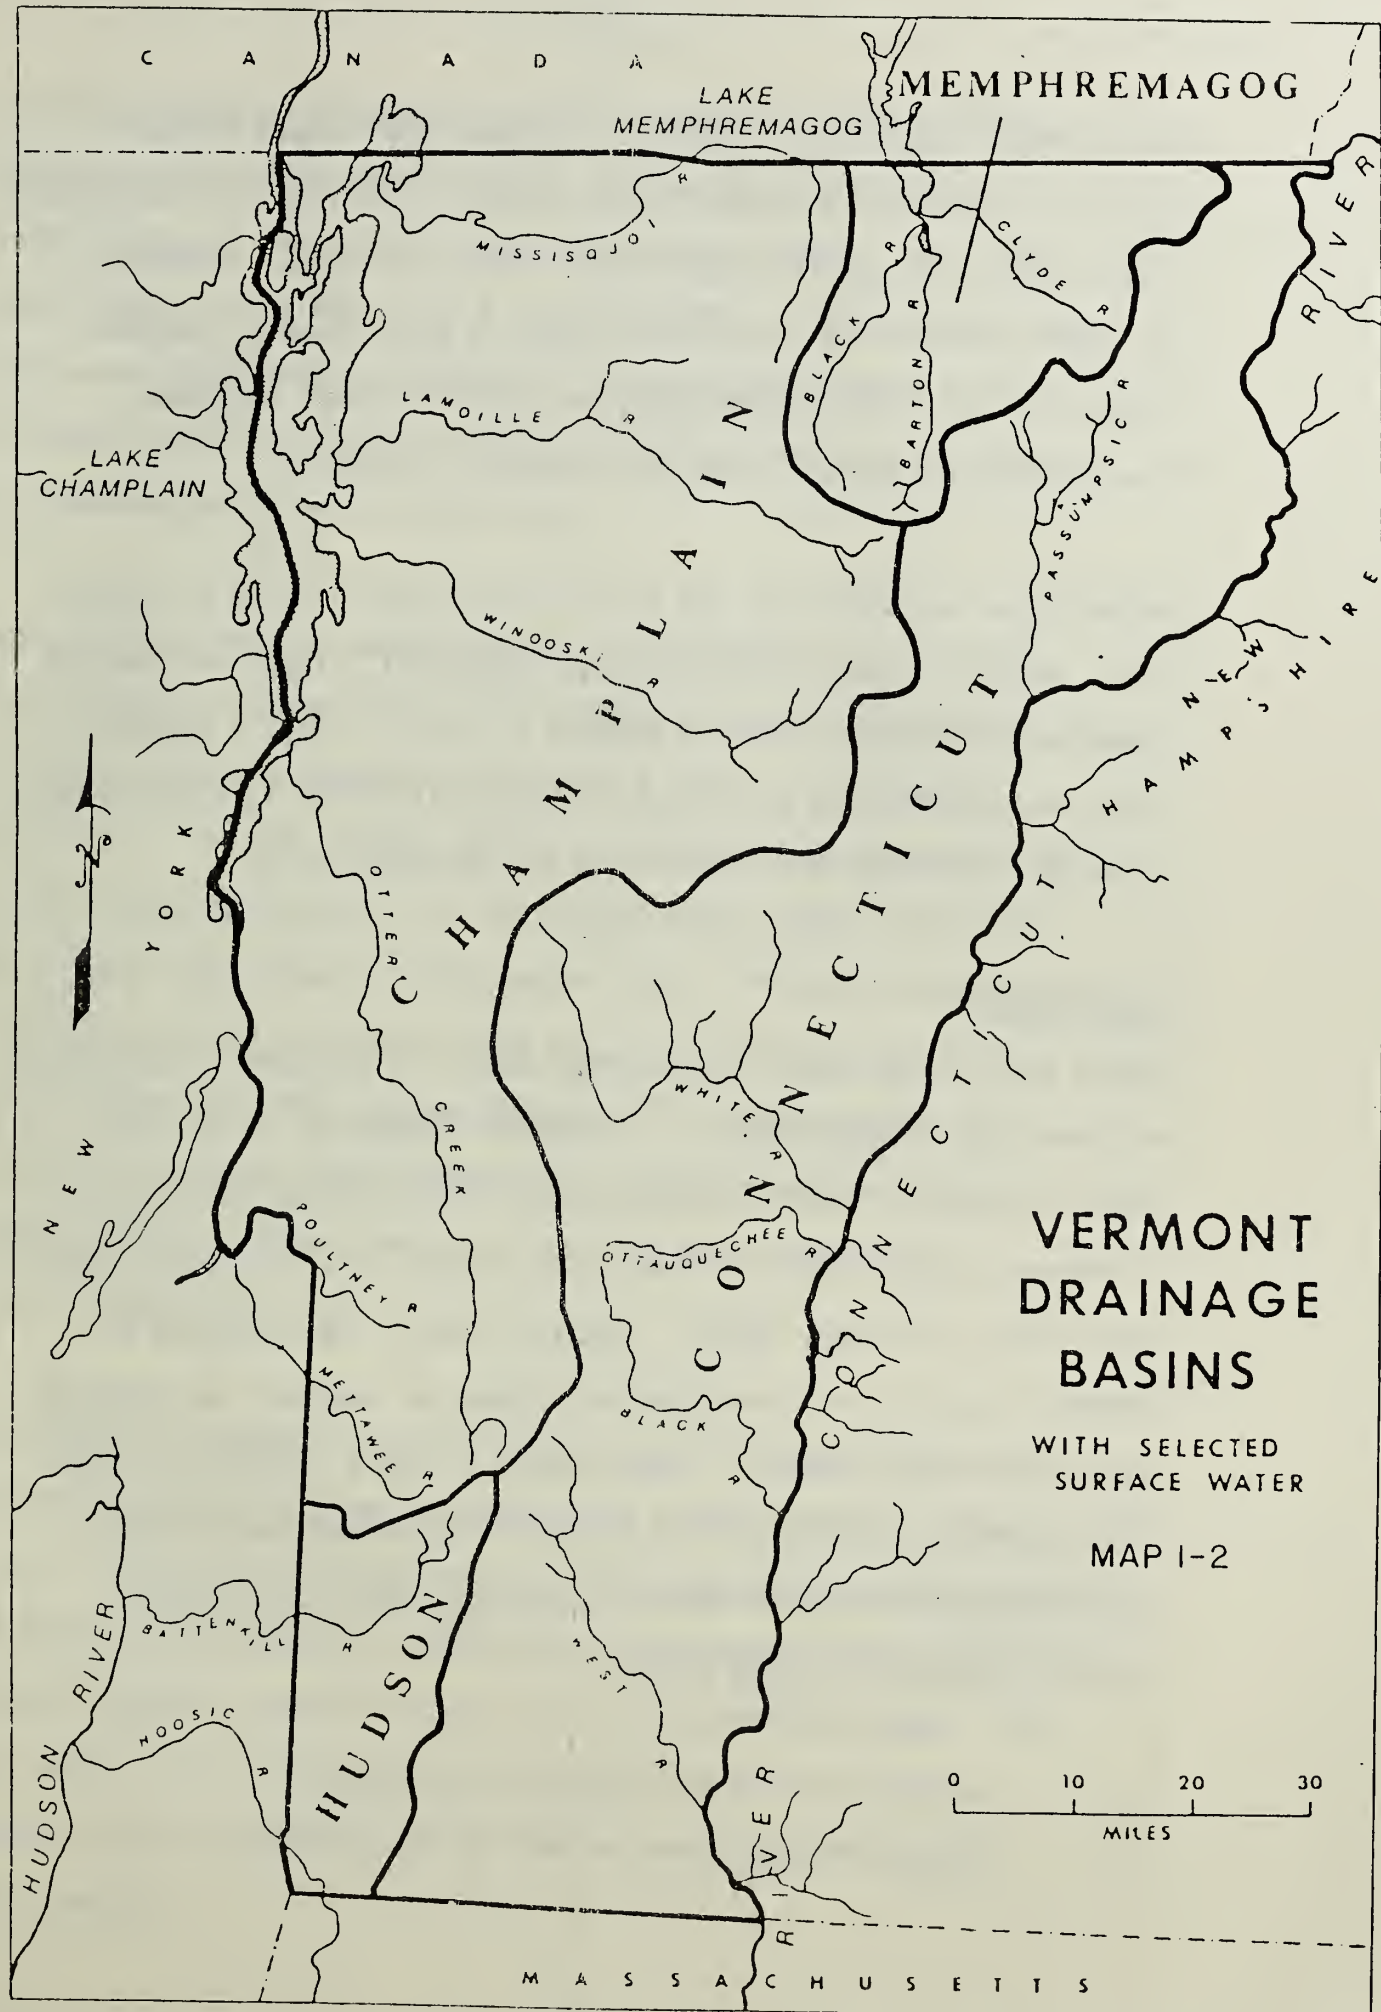 CANADA
LAKE
MEMPHREMAGOG
MEMPHREMAGOG
MISSISQJOI R
CLYDE R
BLACK R
BARTON R
RIVER
LAMOILLE R
PASSUMPSIC R
LAKE
CHAMPLAIN
WINOOSKI R
NEW
HAMPSHIRE
CHAMPLAIN
CONNECTICUT
NEW YORK
OTTER CREEK
WHITE R
CONNECTICUT
POULTNEY R
OTTAUQUECHEE R
METTAWEE R
BLACK R
VERMONT
DRAINAGE
BASINS
WITH SELECTED
SURFACE WATER
MAP 1-2
BATTENKILL R
HUDSON
WEST R
HOOSIC R
HUDSON RIVER
RIVER
0 10 20 30
MILES
MASSACHUSETTS